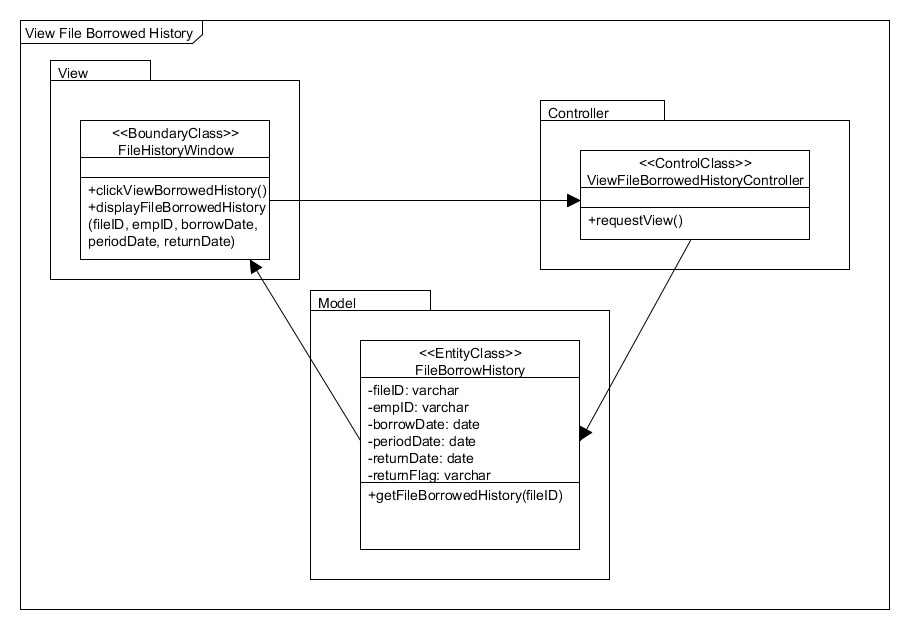 View File Borrowed History
View
<<BoundaryClass>>
FileHistoryWindow
+clickViewBorrowedHistory()
+displayFileBorrowedHistory
(fileID, empID, borrowDate,
periodDate, returnDate)
Controller
<<ControlClass>>
ViewFileBorrowedHistoryController
+requestView()
Model
<<EntityClass>>
FileBorrowHistory
-fileID: varchar
-empID: varchar
-borrowDate: date
-periodDate: date
-returnDate: date
-returnFlag: varchar
+getFileBorrowedHistory(fileID)